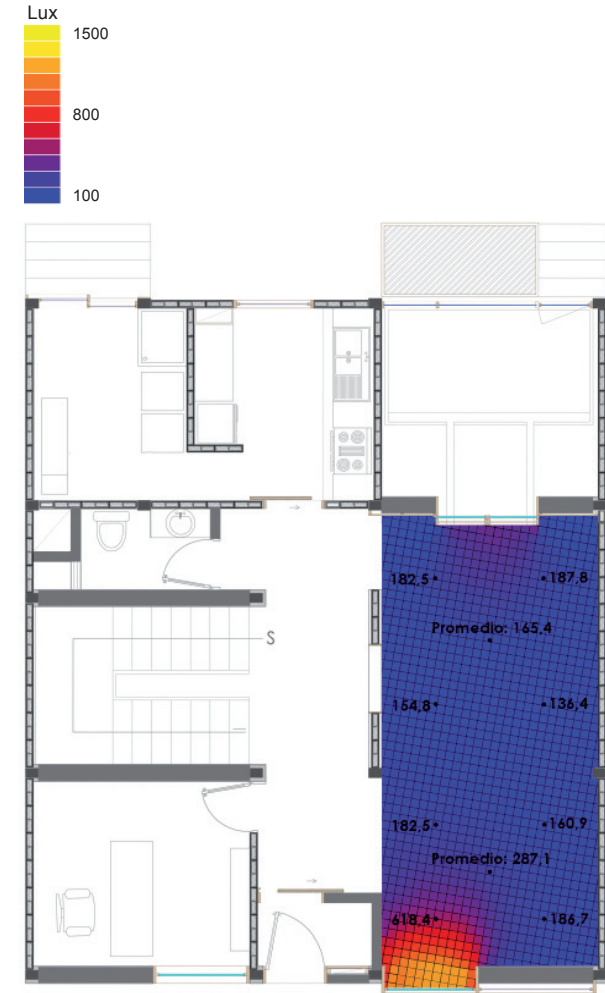 Lux
1500
800
100
182,5 187,8
Promedio: 165,4
154,8 136,4
S
182,5 160,9
Promedio: 287,1
618,4 186,7